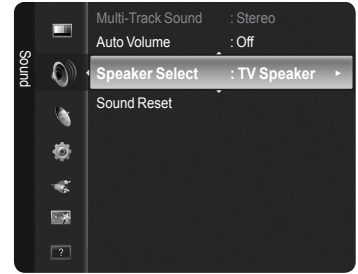 Sound
Multi-Track Sound : Stereo
Auto Volume : Off
Speaker Select : TV Speaker
Sound Reset
?